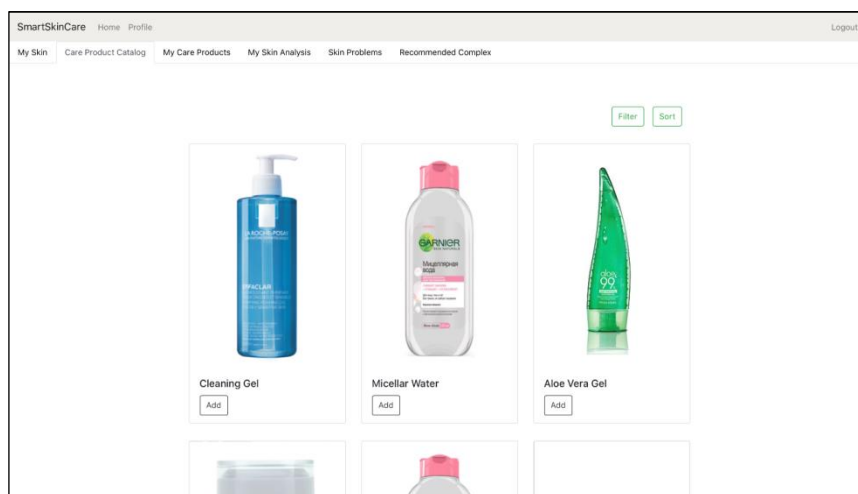 SmartSkinCare Home Profile Logout
My Skin Care Product Catalog My Care Products My Skin Analysis Skin Problems Recommended Complex
Filter Sort
LA ROCHE-POSAY
EFFACLAR
GARNIER
SKIN NATURALS
Мицеллярная
вода
aloe
99
Cleaning Gel
Add
Micellar Water
Add
Aloe Vera Gel
Add